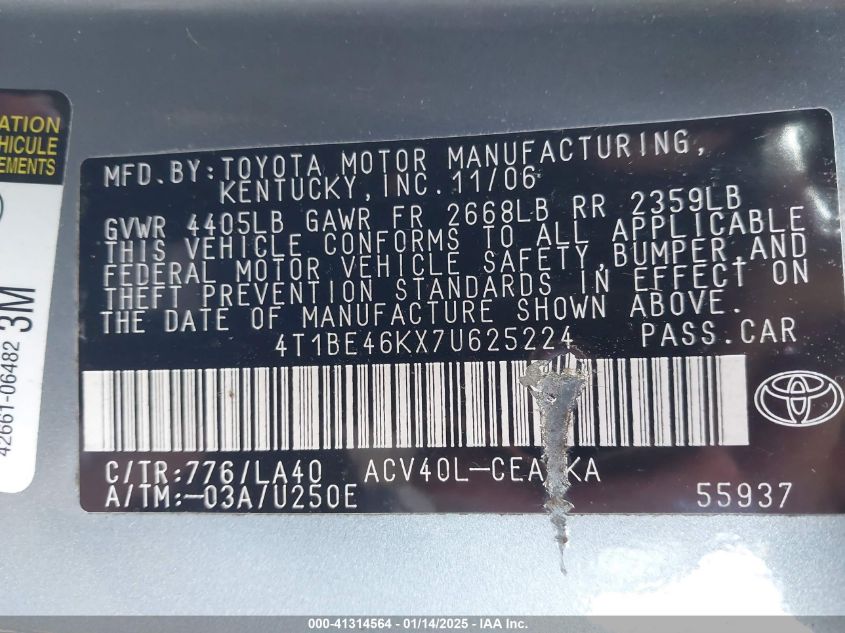 ATION
EHICULE
EMENTS
42661-06482 3M
MFD.BY:TOYOTA MOTOR MANUFACTURING,
KENTUCKY,INC.11/06
GVWR 4405LB GAWR FR 2668LB RR 2359LB
THIS VEHICLE CONFORMS TO ALL APPLICABLE
FEDERAL MOTOR VEHICLE SAFETY,BUMPER,AND
THEFT PREVENTION STANDARDS IN EFFECT ON
THE DATE OF MANUFACTURE SHOWN ABOVE.
4T1BE46KX7U625224 PASS.CAR
C/TR:776/LA40 ACV40L-CEA KA
A/TM:-03A/U250E 55937
000-41314564 - 01/14/2025 - IAA Inc.